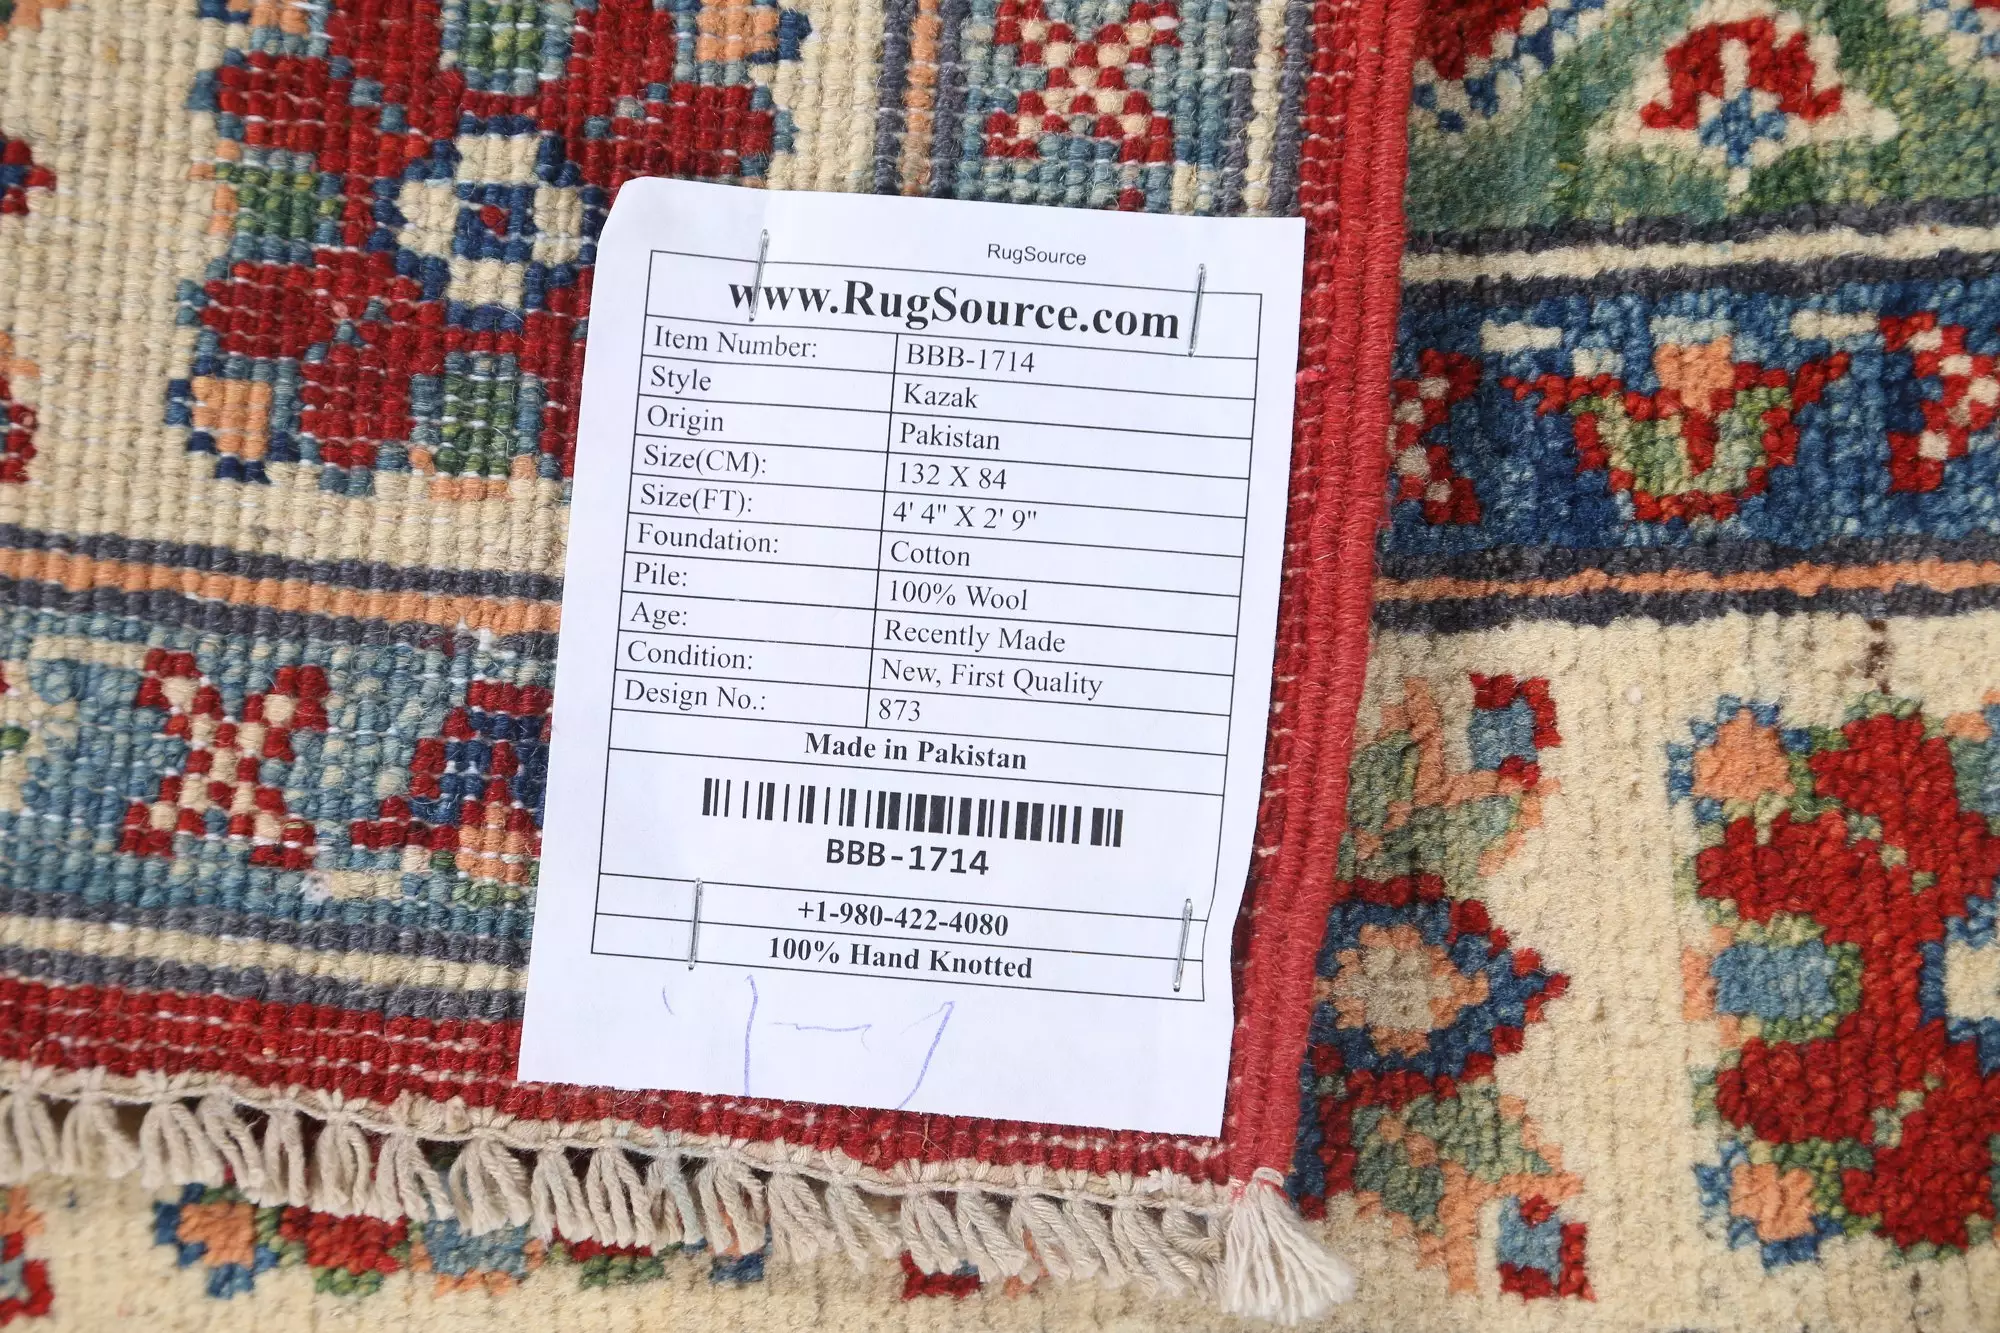 RugSource
www.RugSource.com
Item Number: BBB-1714
Style Kazak
Origin Pakistan
Size(CM): 132 X 84
Size(FT): 4' 4" X 2' 9"
Foundation: Cotton
Pile: 100% Wool
Age: Recently Made
Condition: New, First Quality
Design No.: 873
Made in Pakistan
BBB-1714
+1-980-422-4080
100% Hand Knotted